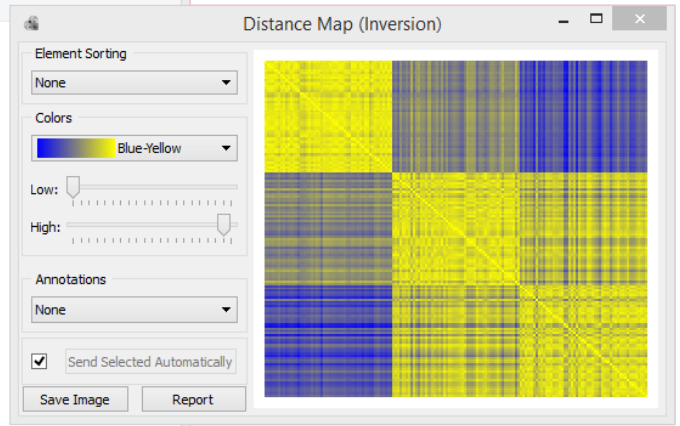 Distance Map (Inversion)
Element Sorting
None
Colors
Blue-Yellow
Low:
High:
Annotations
None
Send Selected Automatically
Save Image
Report